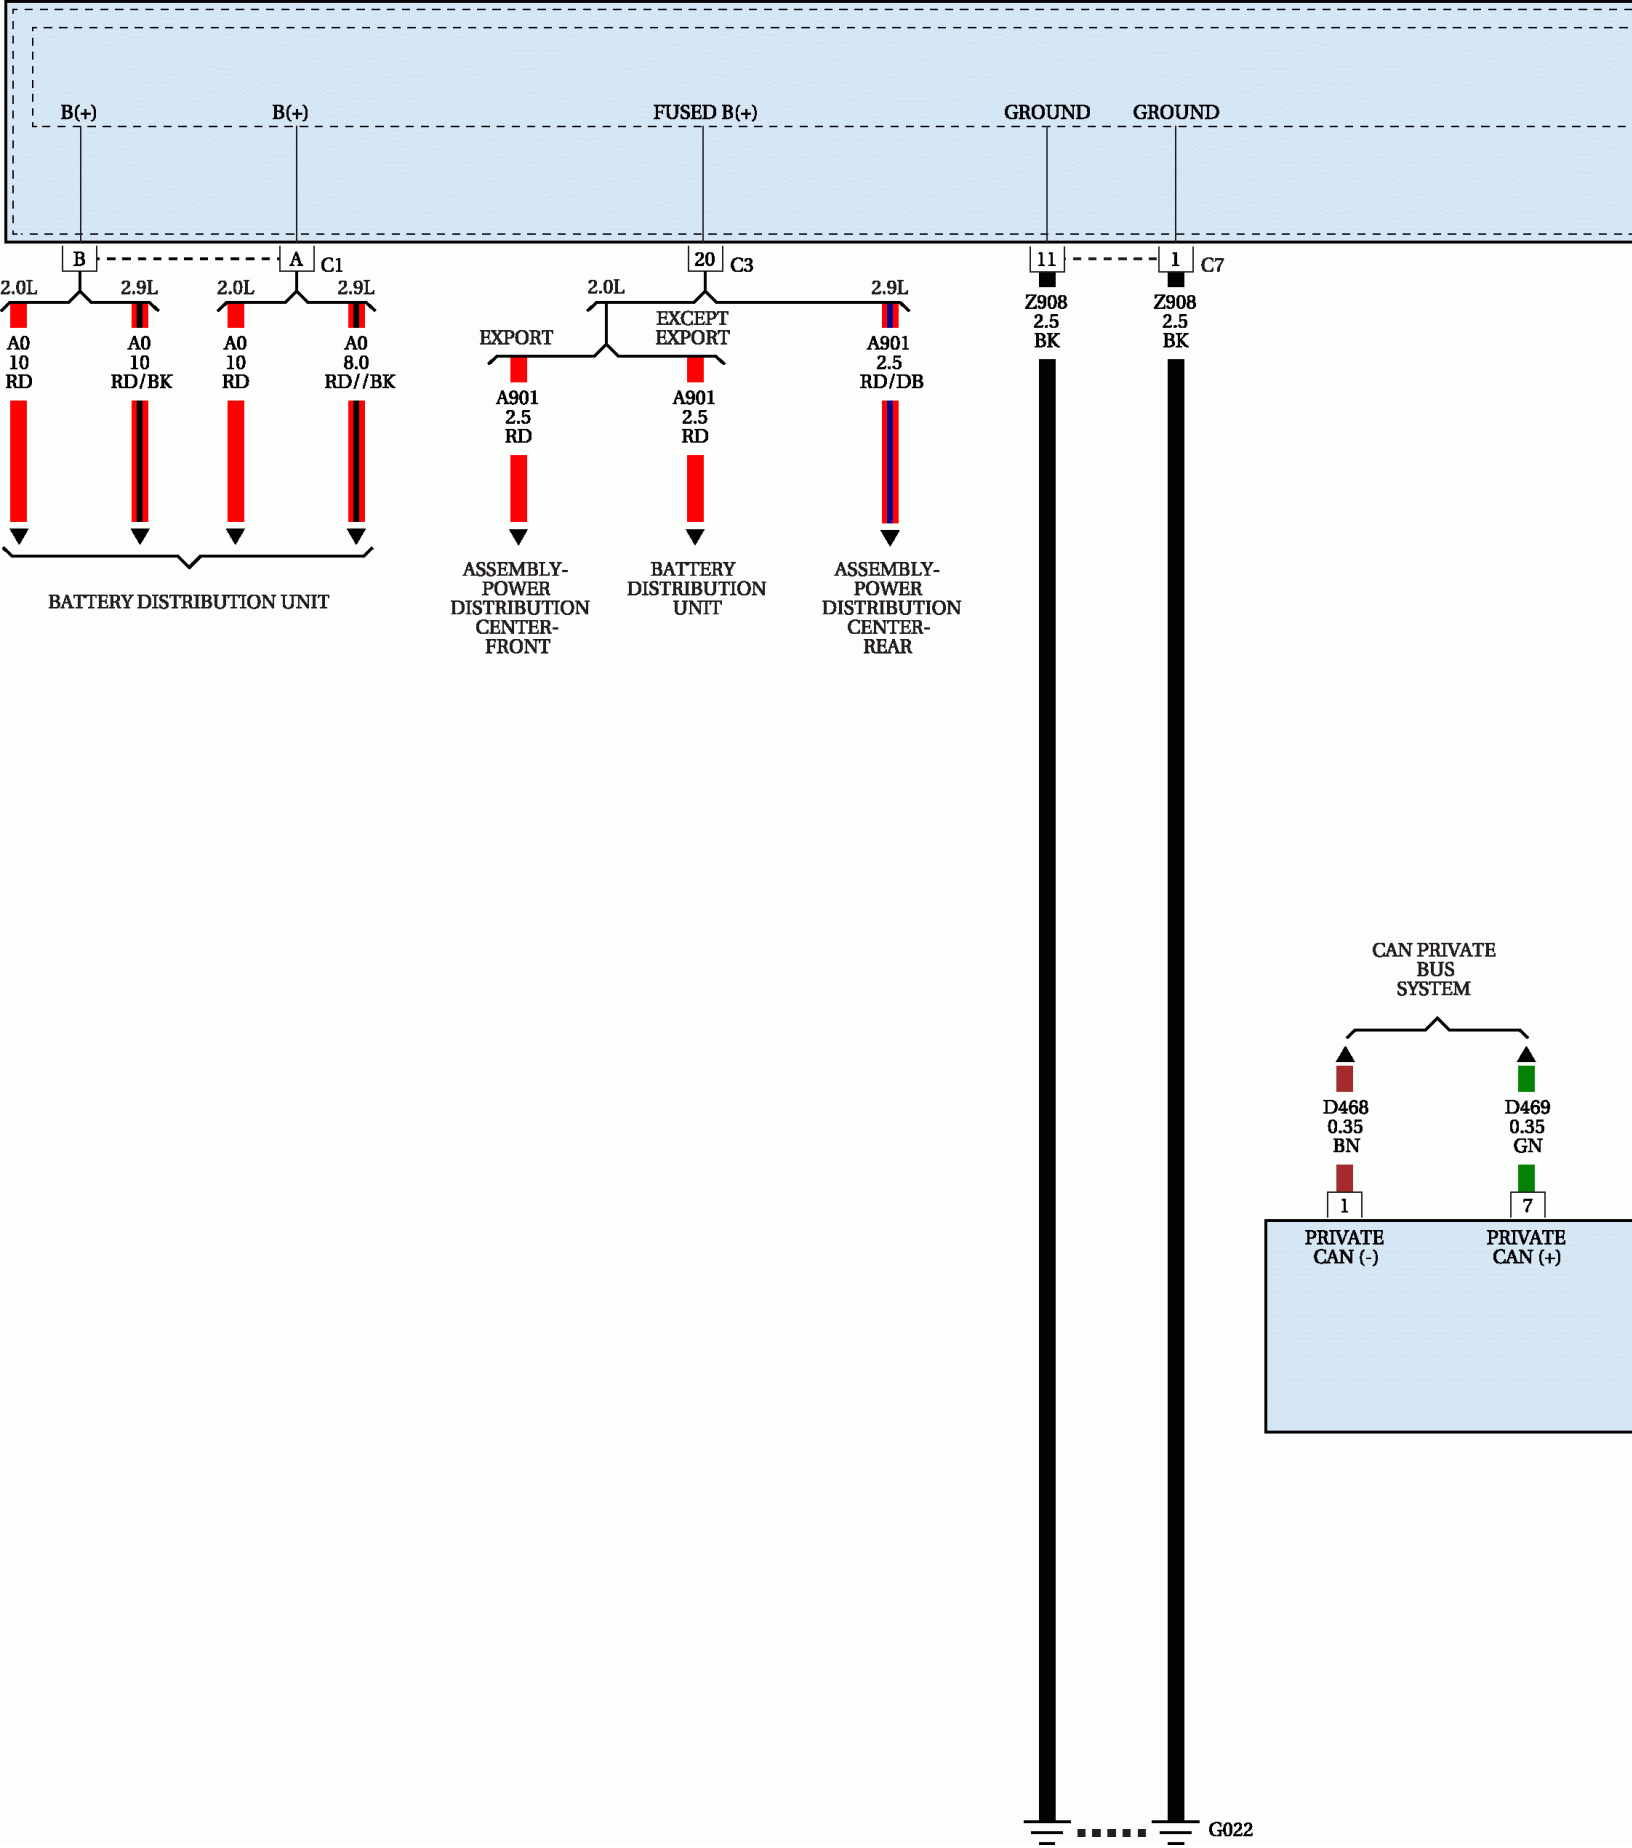 B(+)
B(+)
FUSED B(+)
GROUND
GROUND
B
A
C1
20
C3
11
1
C7
2.0L
2.9L
2.0L
2.9L
2.0L
2.9L
A0
10
RD
A0
10
RD/BK
A0
10
RD
A0
8.0
RD//BK
EXPORT
EXCEPT
EXPORT
A901
2.5
RD
A901
2.5
RD
A901
2.5
RD/DB
Z908
2.5
BK
Z908
2.5
BK
BATTERY DISTRIBUTION UNIT
ASSEMBLY-
POWER
DISTRIBUTION
CENTER-
FRONT
BATTERY
DISTRIBUTION
UNIT
ASSEMBLY-
POWER
DISTRIBUTION
CENTER-
REAR
CAN PRIVATE
BUS
SYSTEM
D468
0.35
BN
D469
0.35
GN
1
7
PRIVATE
CAN (-)
PRIVATE
CAN (+)
G022